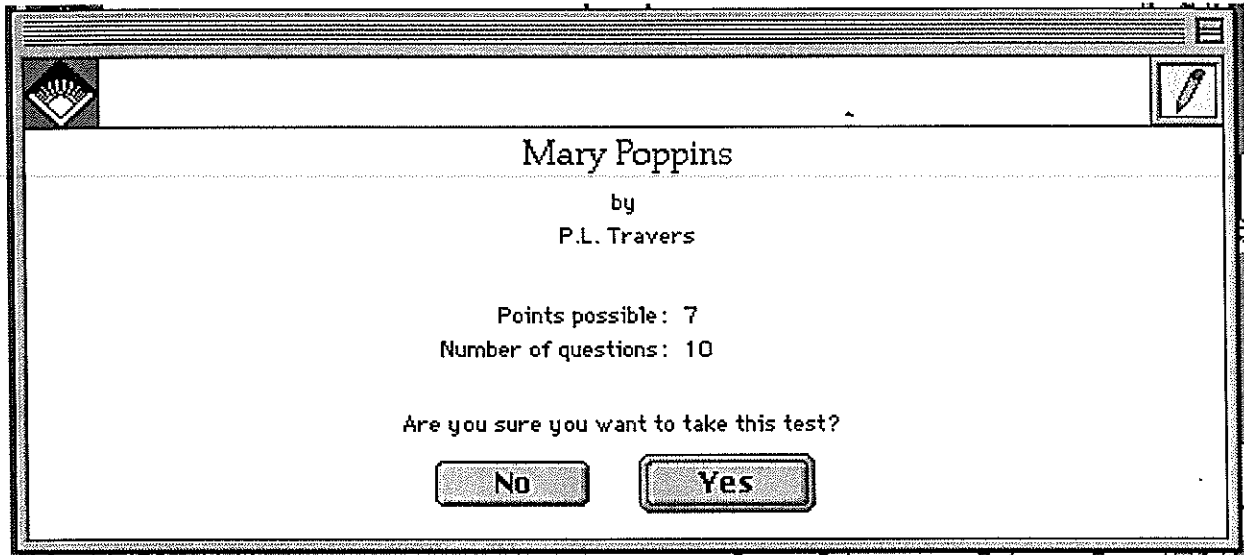 Mary Poppins
by
P.L. Travers
Points possible: 7
Number of questions: 10
Are you sure you want to take this test?
No Yes